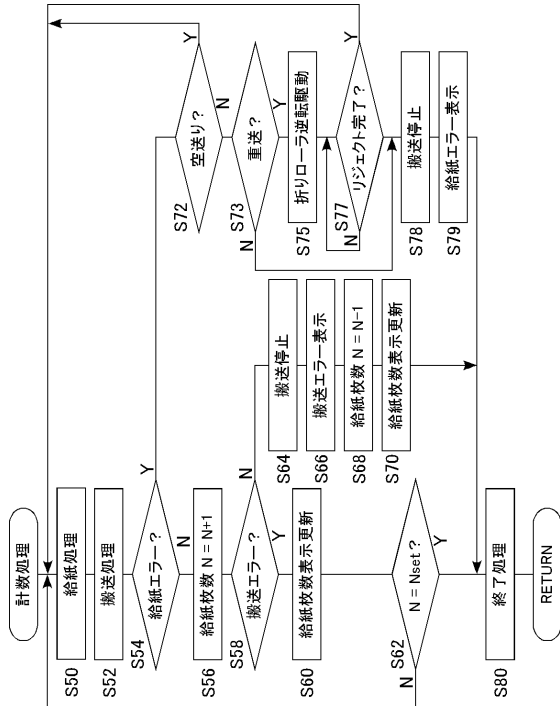 計数処理
S50
給紙処理
S52
搬送処理
S54
給紙エラー?
Y
N
S56
給紙枚数 N = N+1
S58
搬送エラー?
N
Y
S60
給紙枚数表示更新
S62
N = Nset?
N
Y
S80
終了処理
RETURN
S64
搬送停止
S66
搬送エラー表示
S68
給紙枚数 N = N-1
S70
給紙枚数表示更新
S72
空送り?
Y
N
S73
重送?
N
Y
S75
折りローラ逆転駆動
S77
リジェクト完了?
N
Y
S78
搬送停止
S79
給紙エラー表示